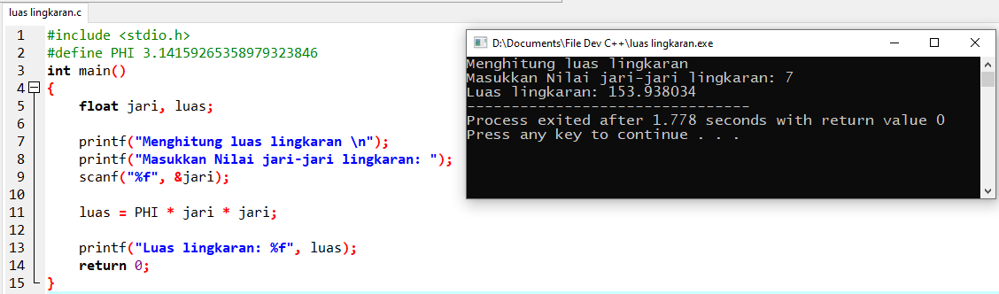 luas lingkaran.c
1 #include <stdio.h>
2 #define PHI 3.14159265358979323846
3 int main()
4 {
5 float jari, luas;
6
7 printf("Menghitung luas lingkaran \n");
8 printf("Masukkan Nilai jari-jari lingkaran: ");
9 scanf("%f", &jari);
10
11 luas = PHI * jari * jari;
12
13 printf("Luas lingkaran: %f", luas);
14 return 0;
15 }
D:\Documents\File Dev C++\luas lingkaran.exe
Menghitung luas lingkaran
Masukkan Nilai jari-jari lingkaran: 7
Luas lingkaran: 153.938034
--------------------------------
Process exited after 1.778 seconds with return value 0
Press any key to continue . . .